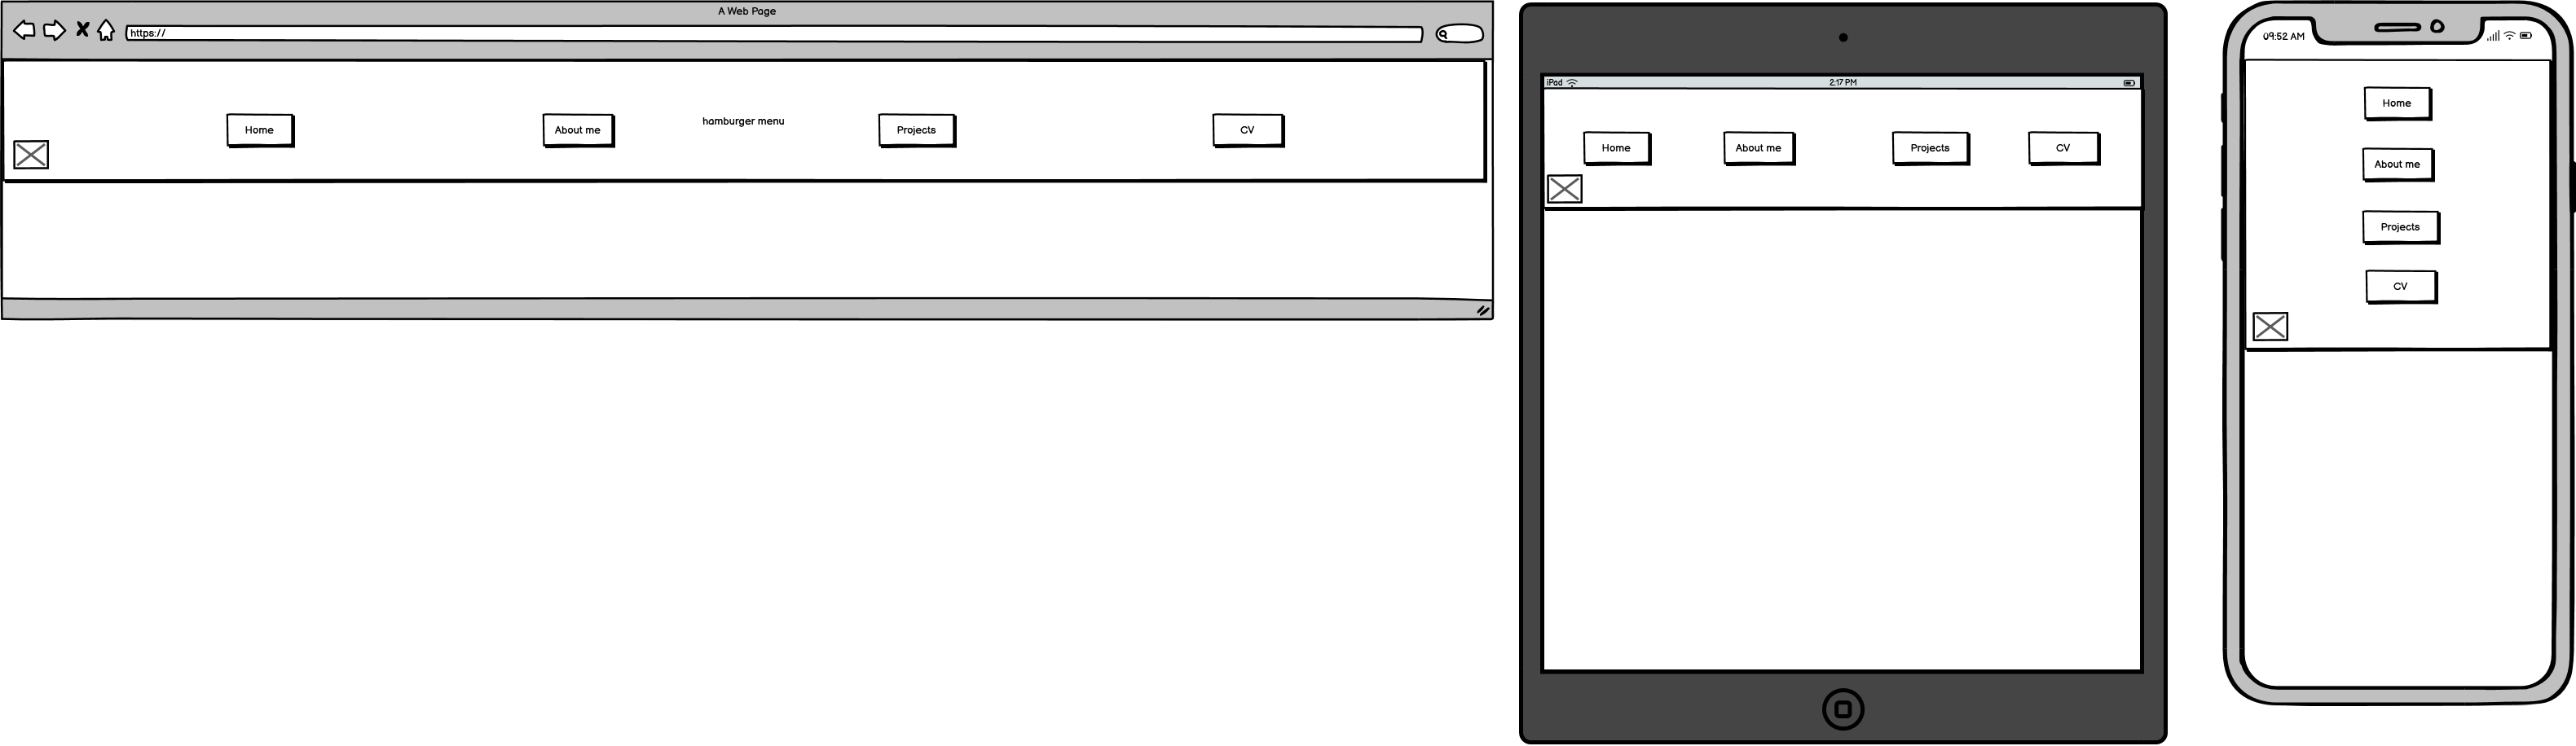 A Web Page
https://
Home
About me
hamburger menu
Projects
CV
iPad
2:17 PM
Home
About me
Projects
CV
09:52 AM
Home
About me
Projects
CV